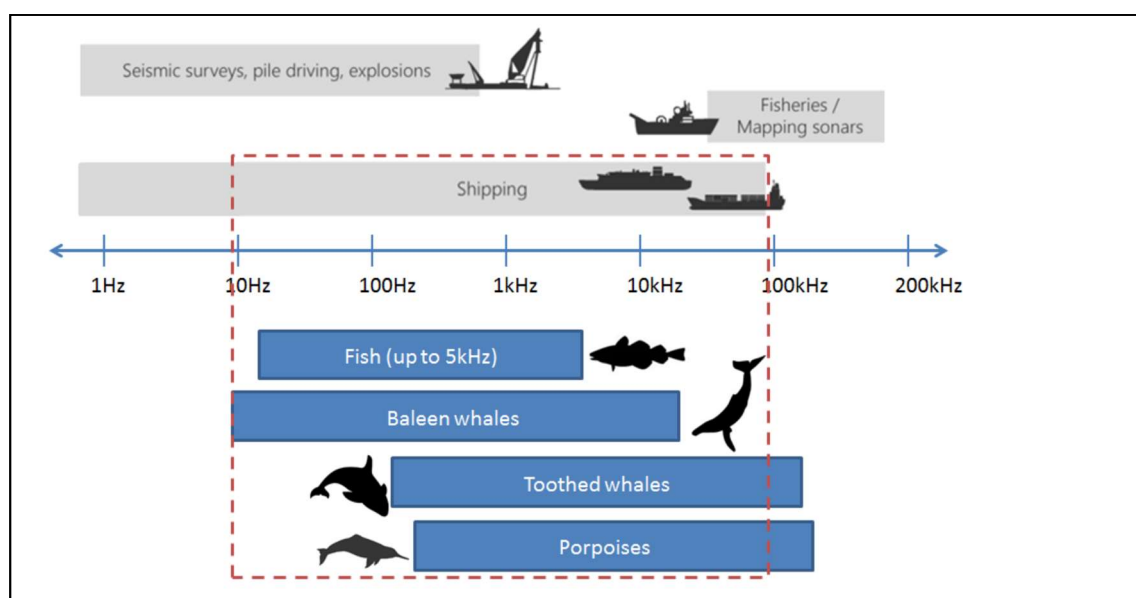 Seismic surveys, pile driving, explosions
Fisheries /
Mapping sonars
Shipping
1Hz 10Hz 100Hz 1kHz 10kHz 100kHz 200kHz
Fish (up to 5kHz)
Baleen whales
Toothed whales
Porpoises